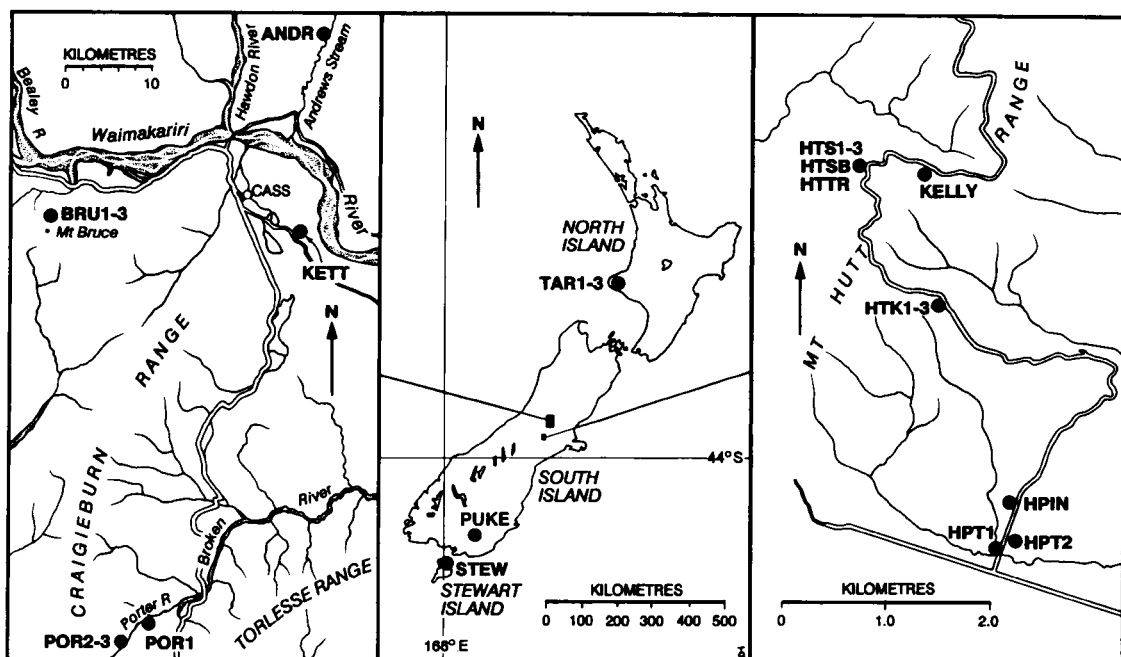 KILOMETRES
0 10
Bealey R
Hawdon River
ANDR
Andrews Stream
Waimakariri
River
CASS
BRU1-3
Mt Bruce
KETT
N
RANGE
CRAIGIEBURN
Broken
River
Porter R
POR2-3
POR1
TORLESSE RANGE
N
NORTH
ISLAND
TAR1-3
44°S
SOUTH
ISLAND
PUKE
STEW
STEWART
ISLAND
KILOMETRES
0 100 200 300 400 500
N
RANGE
HTS1-3
HTSB
HTTR
KELLY
HUTT
MT
HTK1-3
HPIN
HPT1
HPT2
KILOMETRES
0 1.0 2.0